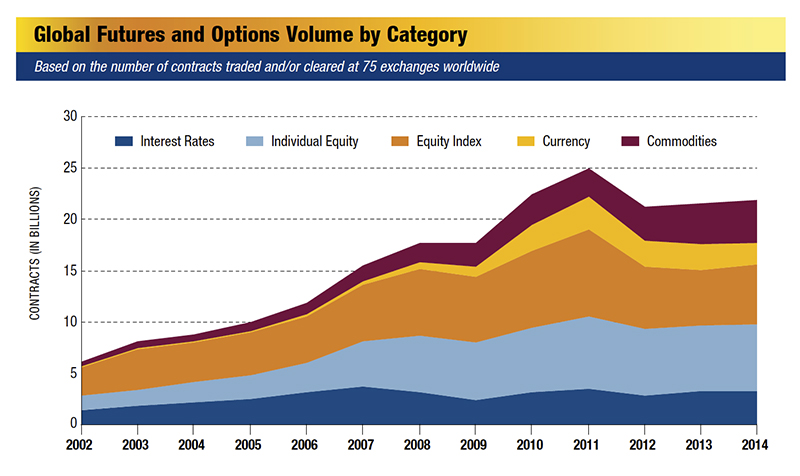 Global Futures and Options Volume by Category
Based on the number of contracts traded and/or cleared at 75 exchanges worldwide
30
Interest Rates Individual Equity Equity Index Currency Commodities
25
20
CONTRACTS (IN BILLIONS)
15
10
5
0
2002 2003 2004 2005 2006 2007 2008 2009 2010 2011 2012 2013 2014